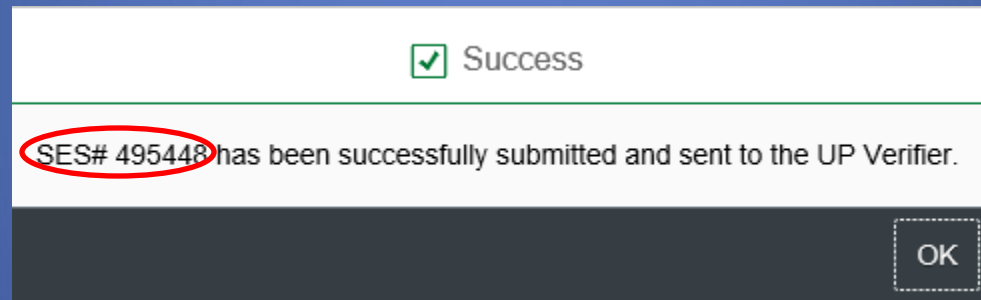 Success
SES# 495448 has been successfully submitted and sent to the UP Verifier.
OK